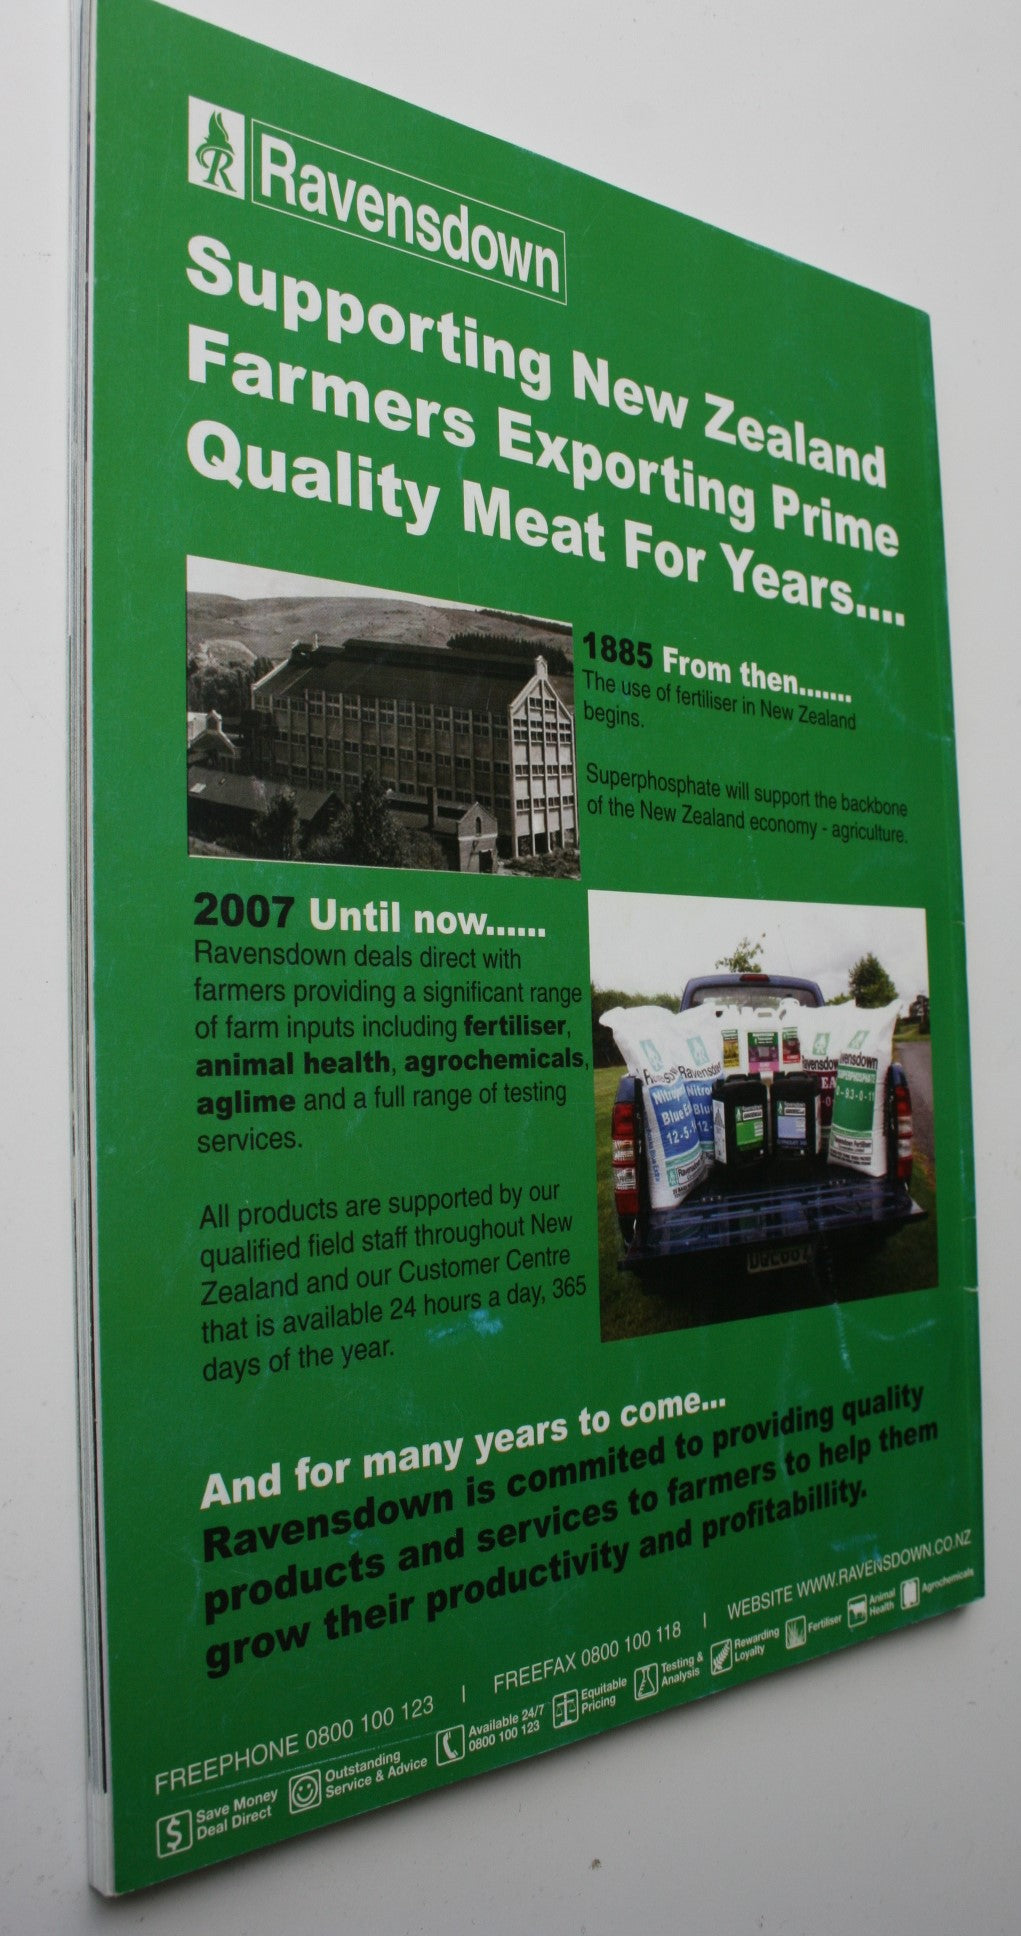 R
Ravensdown
Supporting New Zealand
Farmers Exporting Prime
Quality Meat For Years....
1885 From then.......
The use of fertiliser in New Zealand
begins.
Superphosphate will support the backbone
of the New Zealand economy - agriculture.
2007 Until now......
Ravensdown deals direct with
farmers providing a significant range
of farm inputs including fertiliser,
animal health, agrochemicals,
aglime and a full range of testing
services.
All products are supported by our
qualified field staff throughout New
Zealand and our Customer Centre
that is available 24 hours a day, 365
days of the year.
Ravensdown
Blue
12-5-
Ravensdown
SUPERPHOSPHATE
And for many years to come...
Ravensdown is commited to providing quality
products and services to farmers to help them
grow their productivity and profitabillity.
FREEPHONE 0800 100 123 | FREEFAX 0800 100 118 | WEBSITE WWW.RAVENSDOWN.CO.NZ
$ Save Money
Deal Direct
Outstanding
Service & Advice
Available 24/7
0800 100 123
Equitable
Pricing
Testing &
Analysis
Rewarding
Loyalty
Fertiliser
Animal
Health
Agrochemicals